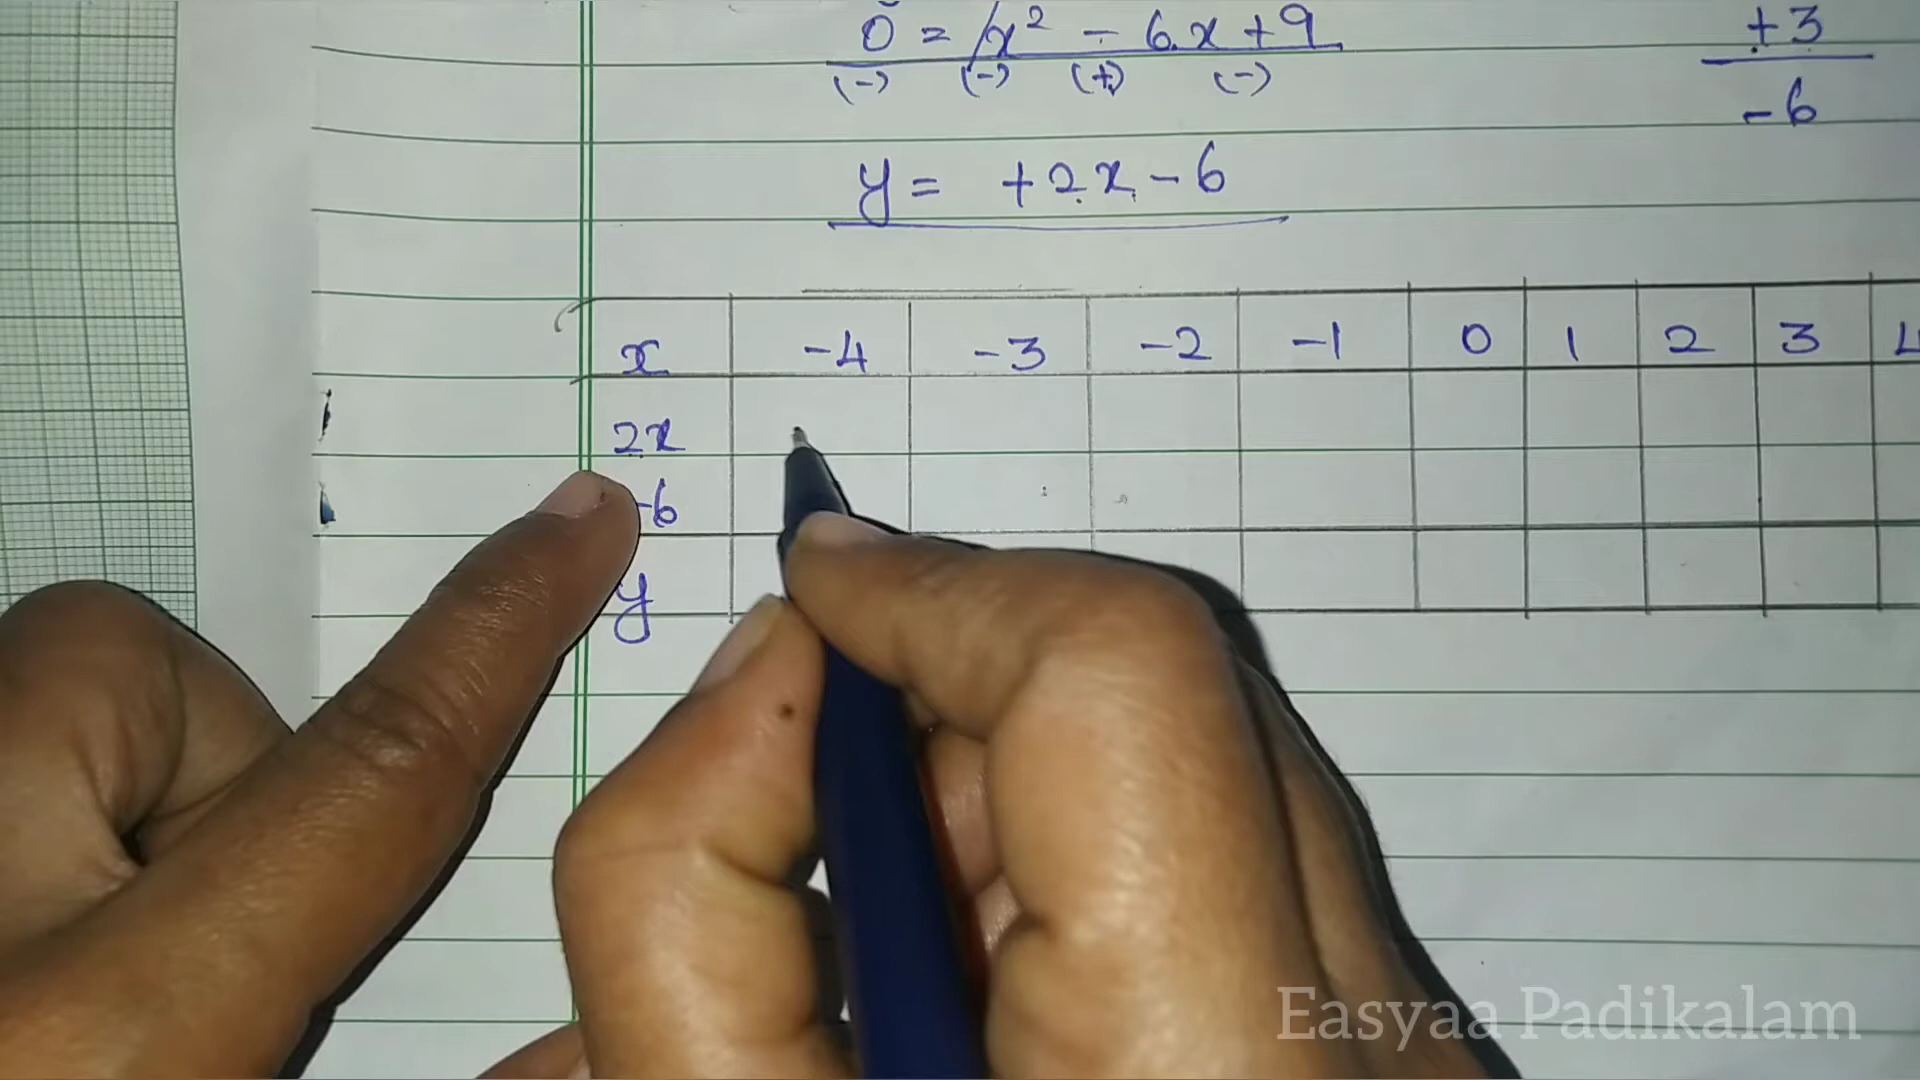 0 = x² - 6x + 9
+3
(-) (-) (+) (-)
-6
y = +2x - 6
x -4 -3 -2 -1 0 1 2 3 4
2x
-6
y
Easyaa Padikalam